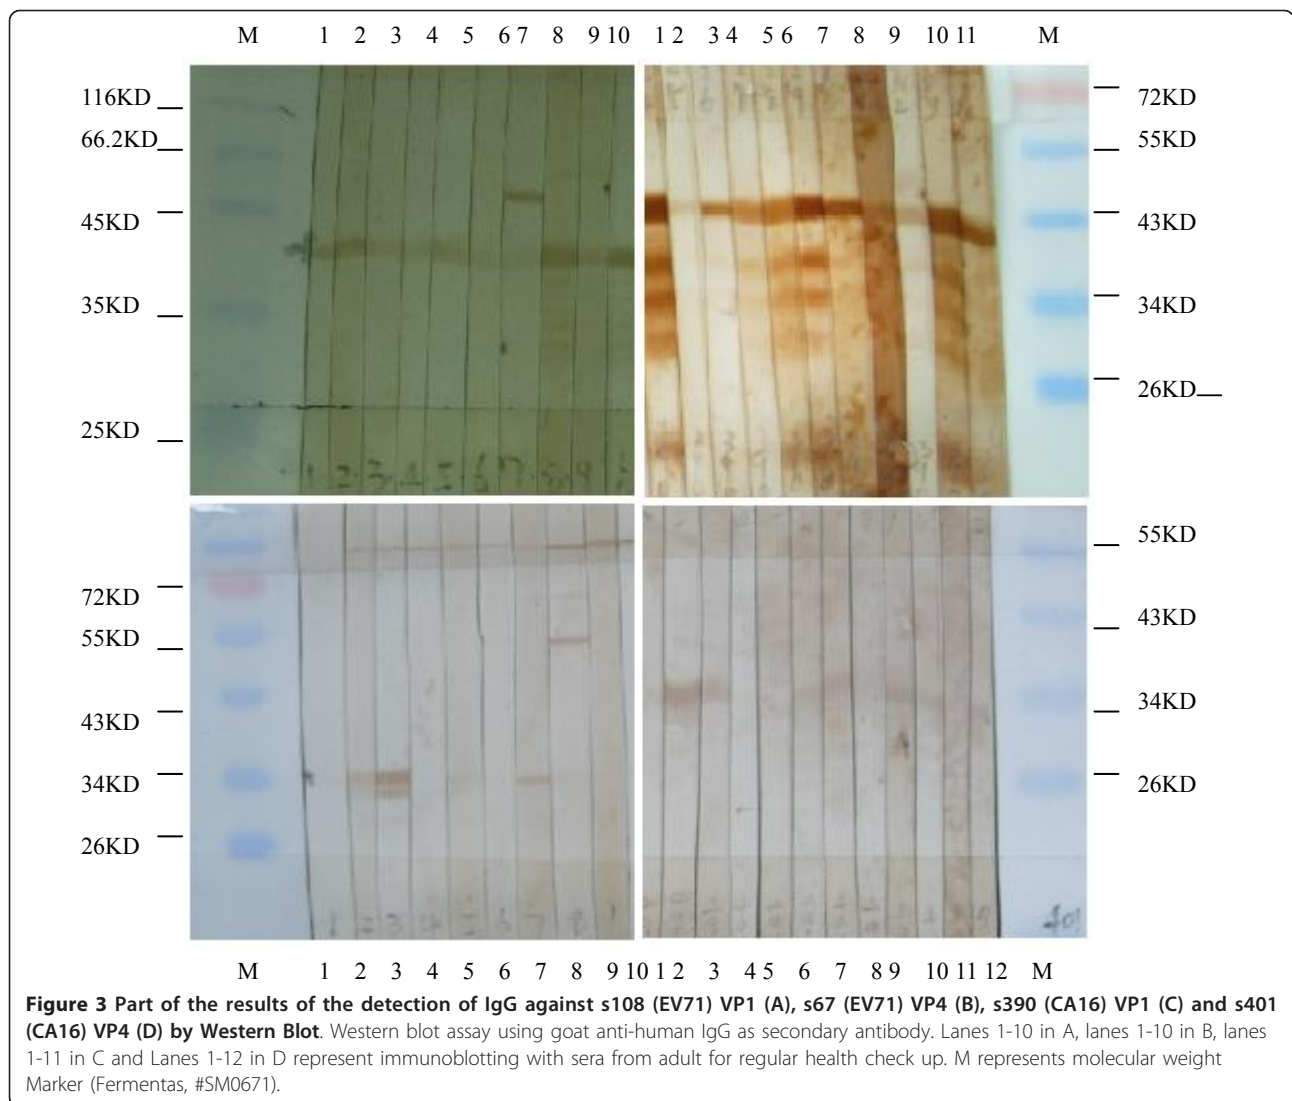 M 1 2 3 4 5 6 7 8 9 10 1 2 3 4 5 6 7 8 9 10 11 M
116KD
66.2KD
45KD
35KD
25KD
72KD
55KD
43KD
34KD
26KD
72KD
55KD
43KD
34KD
26KD
55KD
43KD
34KD
26KD
401
M 1 2 3 4 5 6 7 8 9 10 1 2 3 4 5 6 7 8 9 10 11 12 M
Figure 3 Part of the results of the detection of IgG against s108 (EV71) VP1 (A), s67 (EV71) VP4 (B), s390 (CA16) VP1 (C) and s401
(CA16) VP4 (D) by Western Blot. Western blot assay using goat anti-human IgG as secondary antibody. Lanes 1-10 in A, lanes 1-10 in B, lanes
1-11 in C and Lanes 1-12 in D represent immunoblotting with sera from adult for regular health check up. M represents molecular weight
Marker (Fermentas, #SM0671).